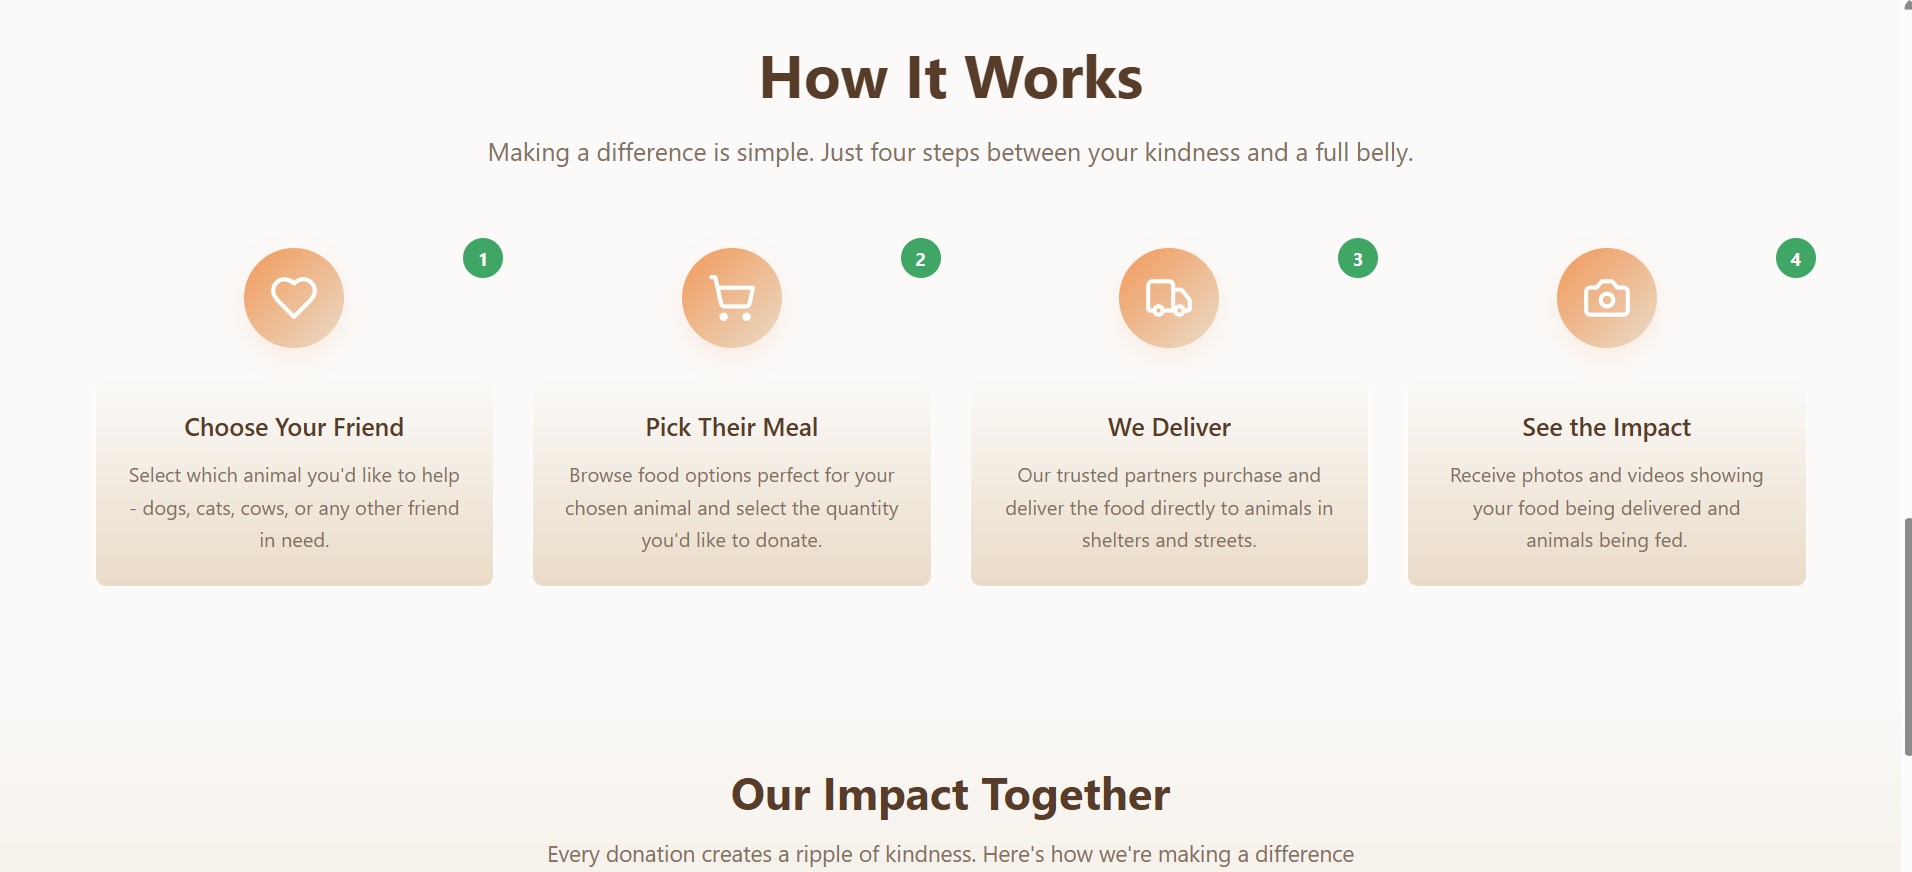 How It Works
Making a difference is simple. Just four steps between your kindness and a full belly.
1
Choose Your Friend
Select which animal you'd like to help
- dogs, cats, cows, or any other friend
in need.
2
Pick Their Meal
Browse food options perfect for your
chosen animal and select the quantity
you'd like to donate.
3
We Deliver
Our trusted partners purchase and
deliver the food directly to animals in
shelters and streets.
4
See the Impact
Receive photos and videos showing
your food being delivered and
animals being fed.
Our Impact Together
Every donation creates a ripple of kindness. Here's how we're making a difference